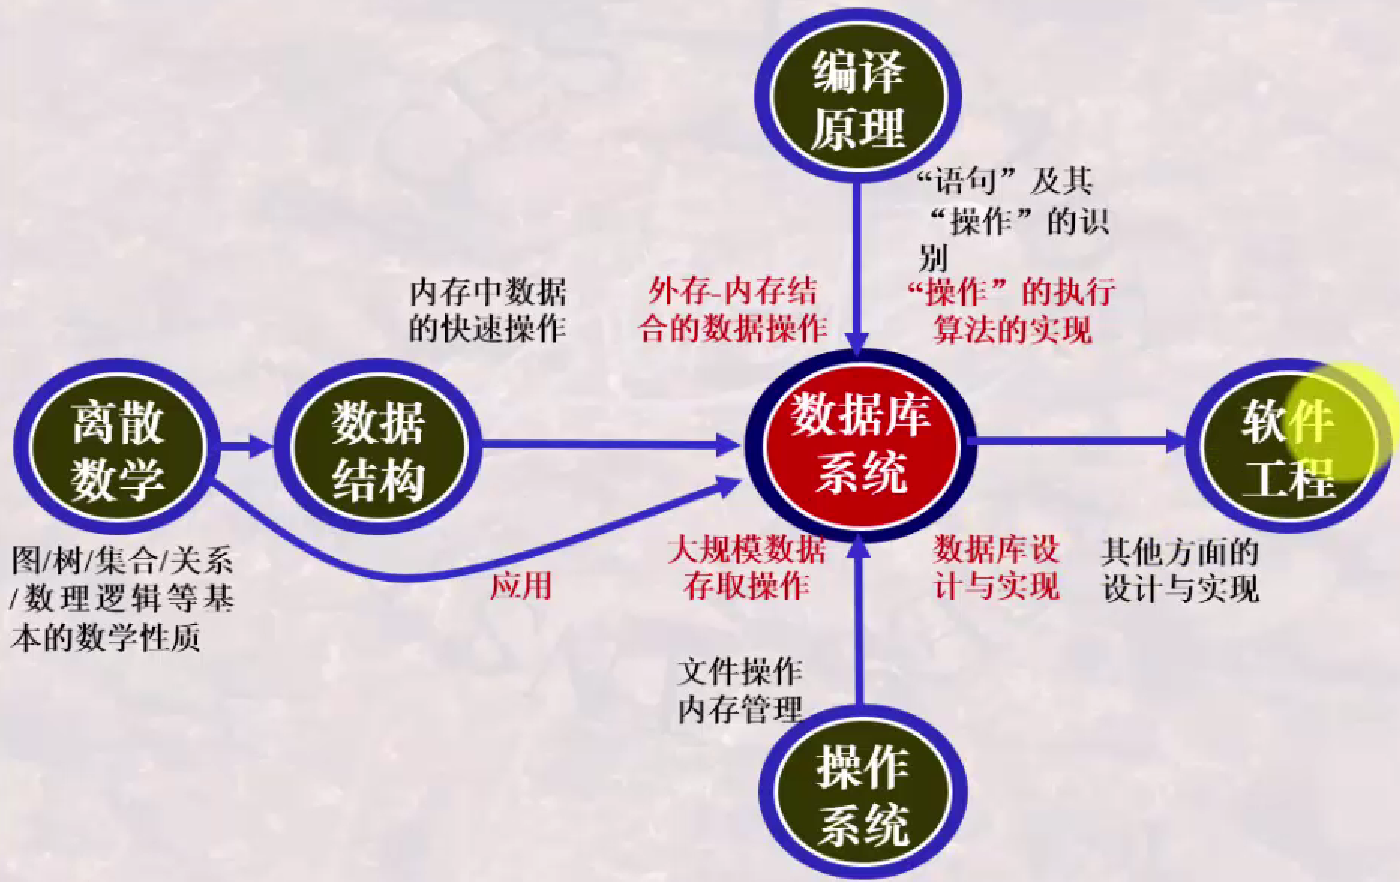 编译
原理
“语句”及其
“操作”的识
别
“操作”的执行
算法的实现
内存中数据
的快速操作
外存-内存结
合的数据操作
离散
数学
数据
结构
数据库
系统
软件
工程
图/树/集合/关系
/数理逻辑等基
本的数学性质
应用
大规模数据
存取操作
数据库设
计与实现
其他方面的
设计与实现
文件操作
内存管理
操作
系统